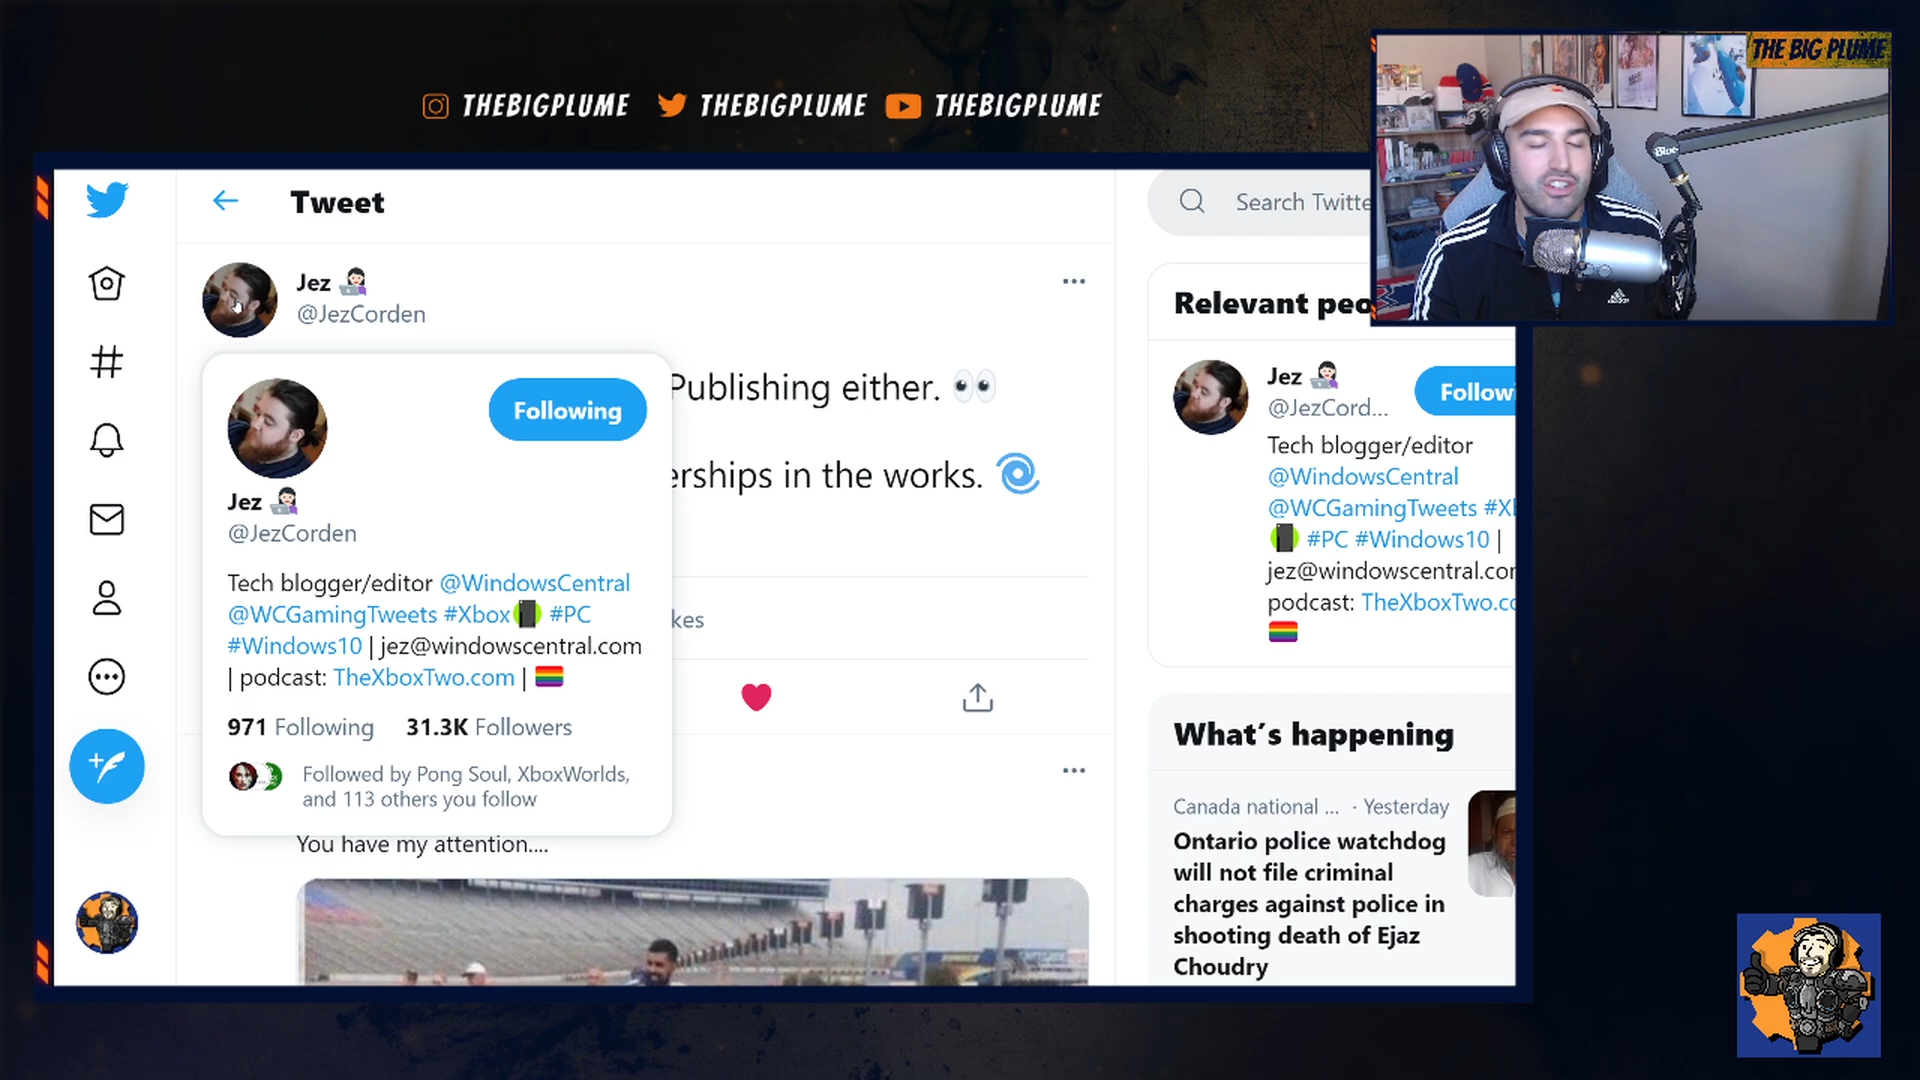 THE BIG PLUME
THEBIGPLUME THEBIGPLUME THEBIGPLUME
Tweet
Search Twitte
Jez
@JezCorden
Publishing either. 👀
erships in the works. 🌀
Following
Jez
@JezCorden
Tech blogger/editor @WindowsCentral
@WCGamingTweets #Xbox #PC
#Windows10 | jez@windowscentral.com
| podcast: TheXboxTwo.com |
971 Following 31.3K Followers
Followed by Pong Soul, XboxWorlds,
and 113 others you follow
kes
You have my attention....
Relevant peo
Jez
@JezCord...
Follow
Tech blogger/editor
@WindowsCentral
@WCGamingTweets #X
#PC #Windows10 |
jez@windowscentral.co
podcast: TheXboxTwo.c
What's happening
Canada national ... · Yesterday
Ontario police watchdog
will not file criminal
charges against police in
shooting death of Ejaz
Choudry
Blue
adidas